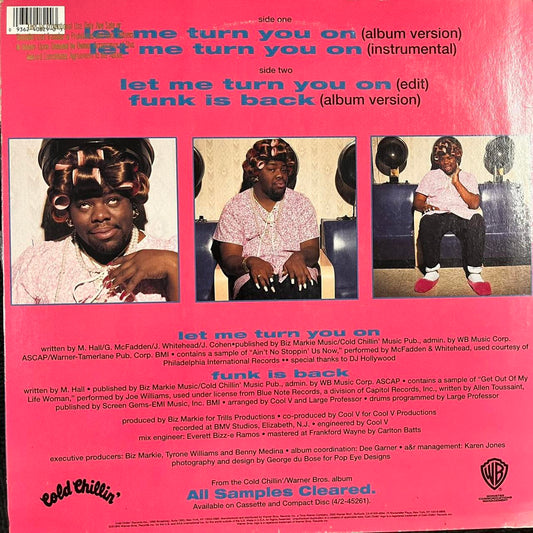 side one
let me turn you on (album version)
let me turn you on (instrumental)
side two
let me turn you on (edit)
funk is back (album version)
let me turn you on
written by M. Hall/G. McFadden/J. Whitehead/J. Cohen•published by Biz Markie Music/Cold Chillin' Music Pub., admin. by WB Music Corp.
ASCAP/Warner-Tamerlane Pub. Corp. BMI • contains a sample of "Ain't No Stoppin' Us Now," performed by McFadden & Whitehead, used courtesy of
Philadelphia International Records •• special thanks to DJ Hollywood
funk is back
written by M. Hall • published by Biz Markie Music/Cold Chillin' Music Pub., admin. by WB Music Corp. ASCAP • contains a sample of "Get Out Of My
Life Woman," performed by Joe Williams, used under license from Blue Note Records, a division of Capitol Records, Inc., written by Allen Toussaint,
published by Screen Gems-EMI Music, Inc. BMI • arranged by Cool V and Large Professor • drums programmed by Large Professor
produced by Biz Markie for Trills Productions • co-produced by Cool V for Cool V Productions
recorded at BMV Studios, Elizabeth, N.J. • engineered by Cool V
mix engineer: Everett Bizz-e Ramos • mastered at Frankford Wayne by Carlton Batts
executive producers: Biz Markie, Tyrone Williams and Benny Medina • album coordination: Dee Garner • a&r management: Karen Jones
photography and design by George du Bose for Pop Eye Designs
From the Cold Chillin'/Warner Bros. album
All Samples Cleared.
Available on Cassette and Compact Disc (4/2-45261).
Cold Chillin'
WB